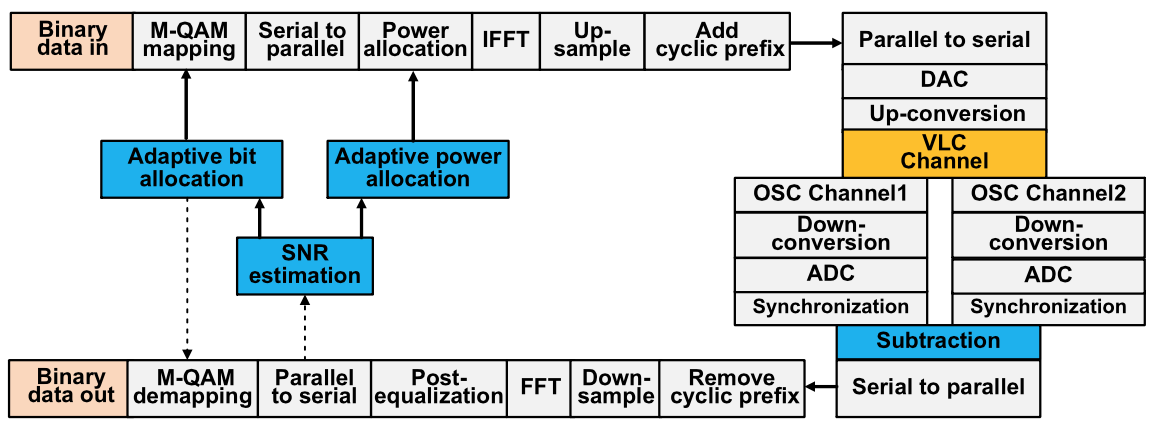 Binary
data in
M-QAM
mapping
Serial to
parallel
Power
allocation
IFFT
Up-
sample
Add
cyclic prefix
Parallel to serial
DAC
Up-conversion
VLC
Channel
Adaptive bit
allocation
Adaptive power
allocation
SNR
estimation
OSC Channel1
Down-
conversion
ADC
Synchronization
OSC Channel2
Down-
conversion
ADC
Synchronization
Subtraction
Serial to parallel
Binary
data out
M-QAM
demapping
Parallel
to serial
Post-
equalization
FFT
Down-
sample
Remove
cyclic prefix